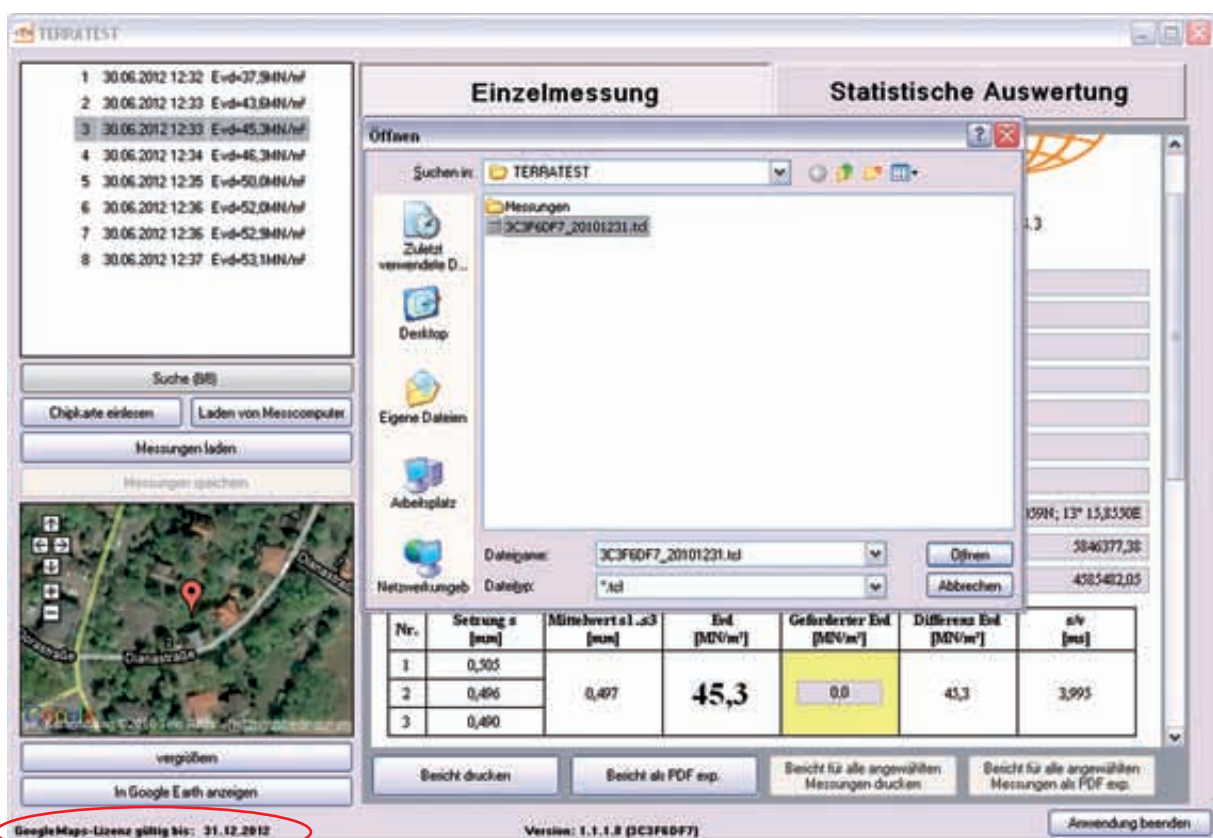 TERRATEST
1 30.06.2012 12:32 Evd=37,9MN/m²
2 30.06.2012 12:33 Evd=43,6MN/m²
3 30.06.2012 12:33 Evd=45,3MN/m²
4 30.06.2012 12:34 Evd=46,3MN/m²
5 30.06.2012 12:35 Evd=50,0MN/m²
6 30.06.2012 12:36 Evd=52,0MN/m²
7 30.06.2012 12:36 Evd=52,9MN/m²
8 30.06.2012 12:37 Evd=53,1MN/m²
Suche (8/8)
Chipkarte einlesen Laden von Messcomputer
Messungen laden
Messungen speichern
Dianastraße
vergrößern
In Google Earth anzeigen
GoogleMaps-Lizenz gültig bis: 31.12.2012
Einzelmessung Statistische Auswertung
Öffnen
Suchen in: TERRATEST
Messungen
3C3F6DF7_20101231.tcl
Zuletzt verwendete D...
Desktop
Eigene Dateien
Arbeitsplatz
Netzwerkumgeb
Dateiname: 3C3F6DF7_20101231.tcl Öffnen
Dateityp: *.tcl Abbrechen
059N; 13° 15,8550E
5846377,38
4585482,05
Nr. Setzung s [mm] Mittelwert s1..s3 [mm] Evd [MN/m²] Geforderter Evd [MN/m²] Differenz Evd [MN/m²] s/v [ms]
1 0,505
2 0,496 0,497 45,3 0,0 45,3 3,995
3 0,490
Bericht drucken Bericht als PDF exp. Bericht für alle angewählten Messungen drucken Bericht für alle angewählten Messungen als PDF exp.
Version: 1.1.1.8 (3C3F6DF7)
Anwendung beenden